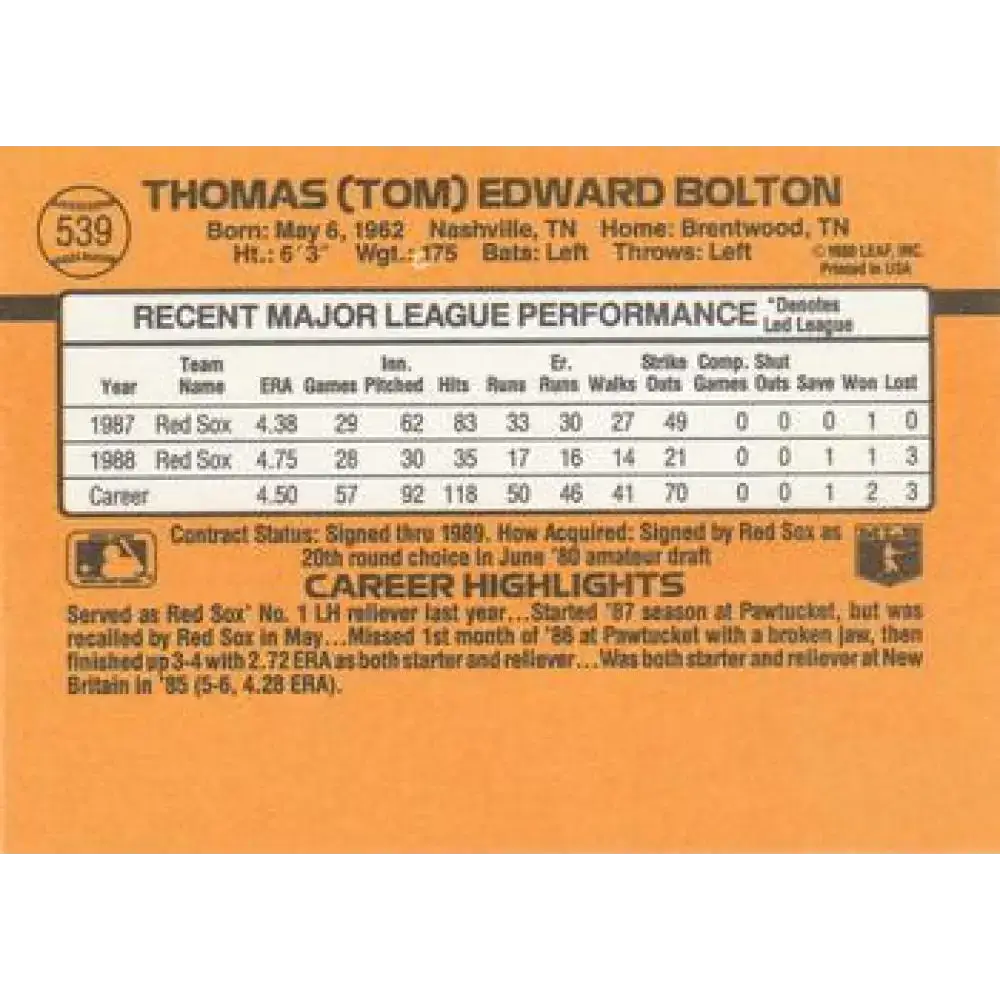 539
THOMAS (TOM) EDWARD BOLTON
Born: May 6, 1962 Nashville, TN Home: Brentwood, TN
Ht.: 6'3" Wgt.: 175 Bats: Left Throws: Left
LEAF, INC.
Printed in USA
RECENT MAJOR LEAGUE PERFORMANCE *Denotes
Led League
Year Team Name ERA Games Inn. Pitched Hits Runs Er. Runs Walks Strike Outs Comp. Games Shut Outs Save Won Lost
1987 Red Sox 4.38 29 62 83 33 30 27 49 0 0 0 1 0
1988 Red Sox 4.75 28 30 35 17 16 14 21 0 0 1 1 3
Career 4.50 57 92 118 50 46 41 70 0 0 1 2 3
Contract Status: Signed thru 1989. How Acquired: Signed by Red Sox as
20th round choice in June '80 amateur draft
CAREER HIGHLIGHTS
Served as Red Sox' No. 1 LH reliever last year...Started '87 season at Pawtucket, but was
recalled by Red Sox in May...Missed 1st month of '86 at Pawtucket with a broken jaw, then
finished pp 3-4 with 2.72 ERA as both starter and reliever...Was both starter and reliever at New
Britain in '85 (5-6, 4.28 ERA).